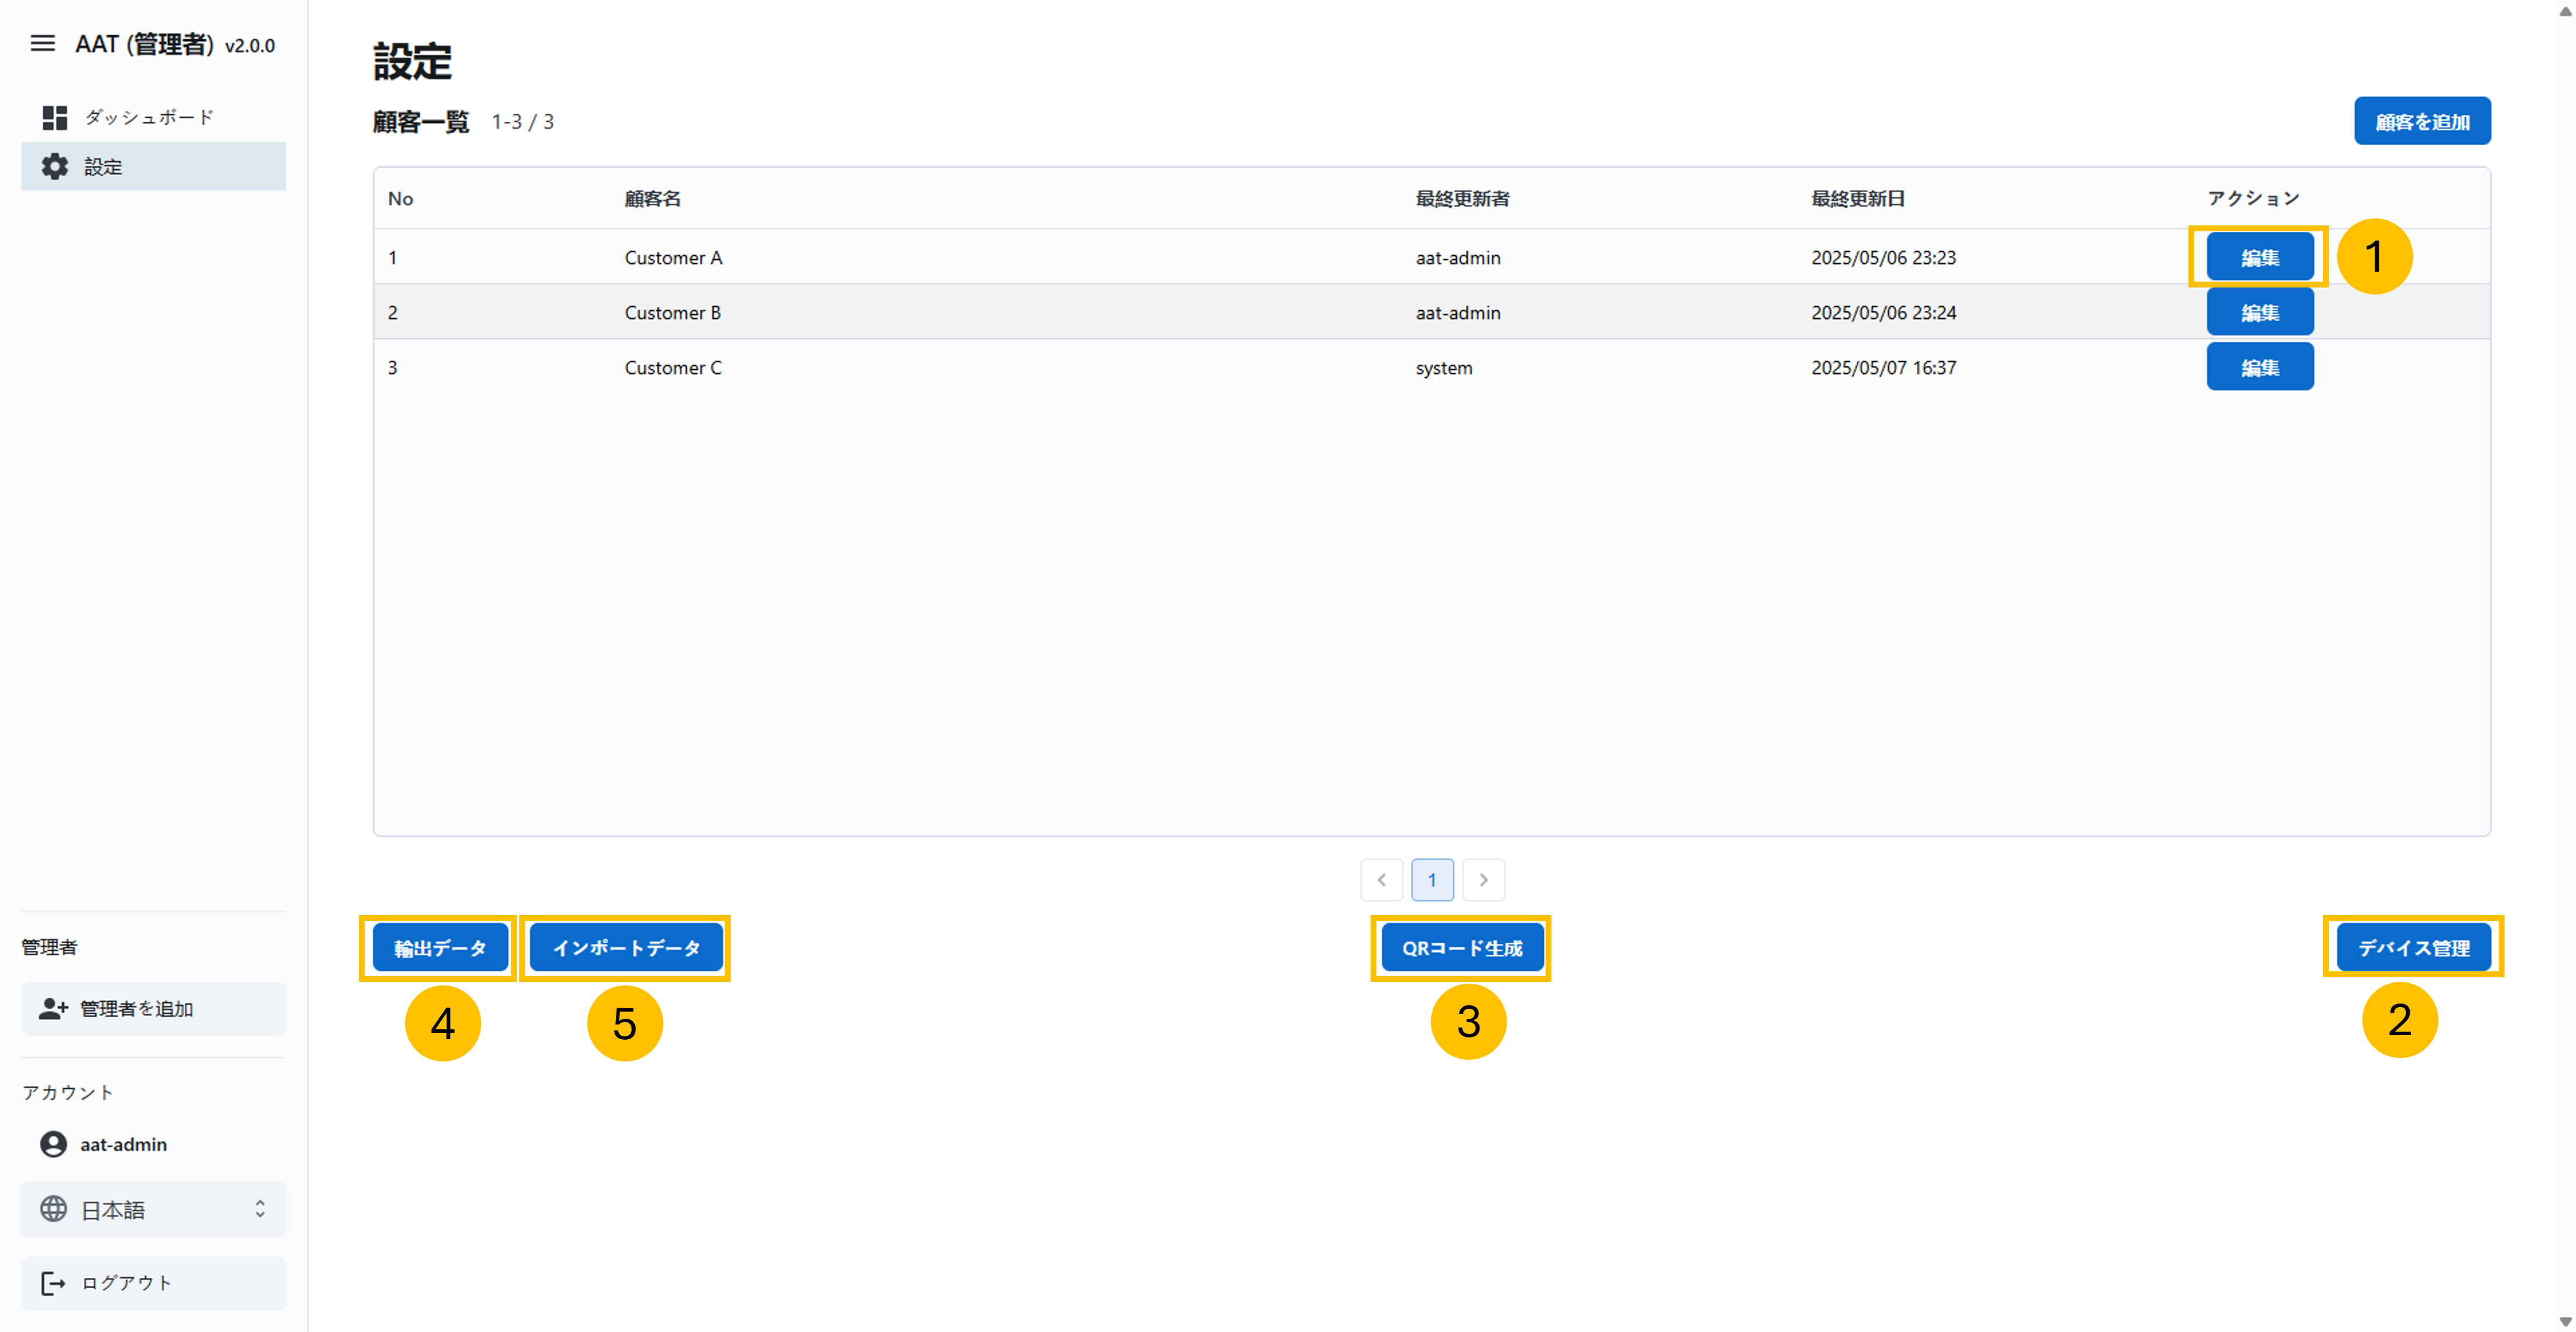 AAT (管理者) v2.0.0
ダッシュボード
設定
管理者
管理者を追加
アカウント
aat-admin
日本語
ログアウト
設定
顧客一覧 1-3 / 3
顧客を追加
No 顧客名 最終更新者 最終更新日 アクション
1 Customer A aat-admin 2025/05/06 23:23 編集 1
2 Customer B aat-admin 2025/05/06 23:24 編集
3 Customer C system 2025/05/07 16:37 編集
1
輸出データ インポートデータ QRコード生成 デバイス管理
4 5 3 2